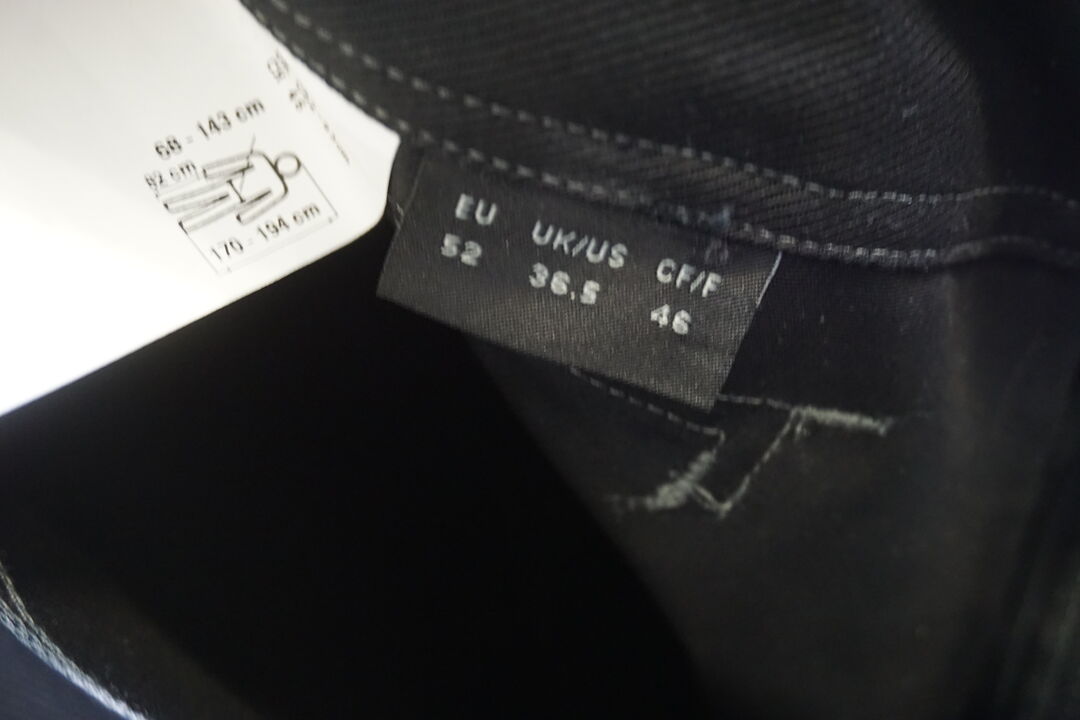 68 - 143 cm
82 cm
170 - 194 cm
EU UK/US CF/F
52 36.5 46